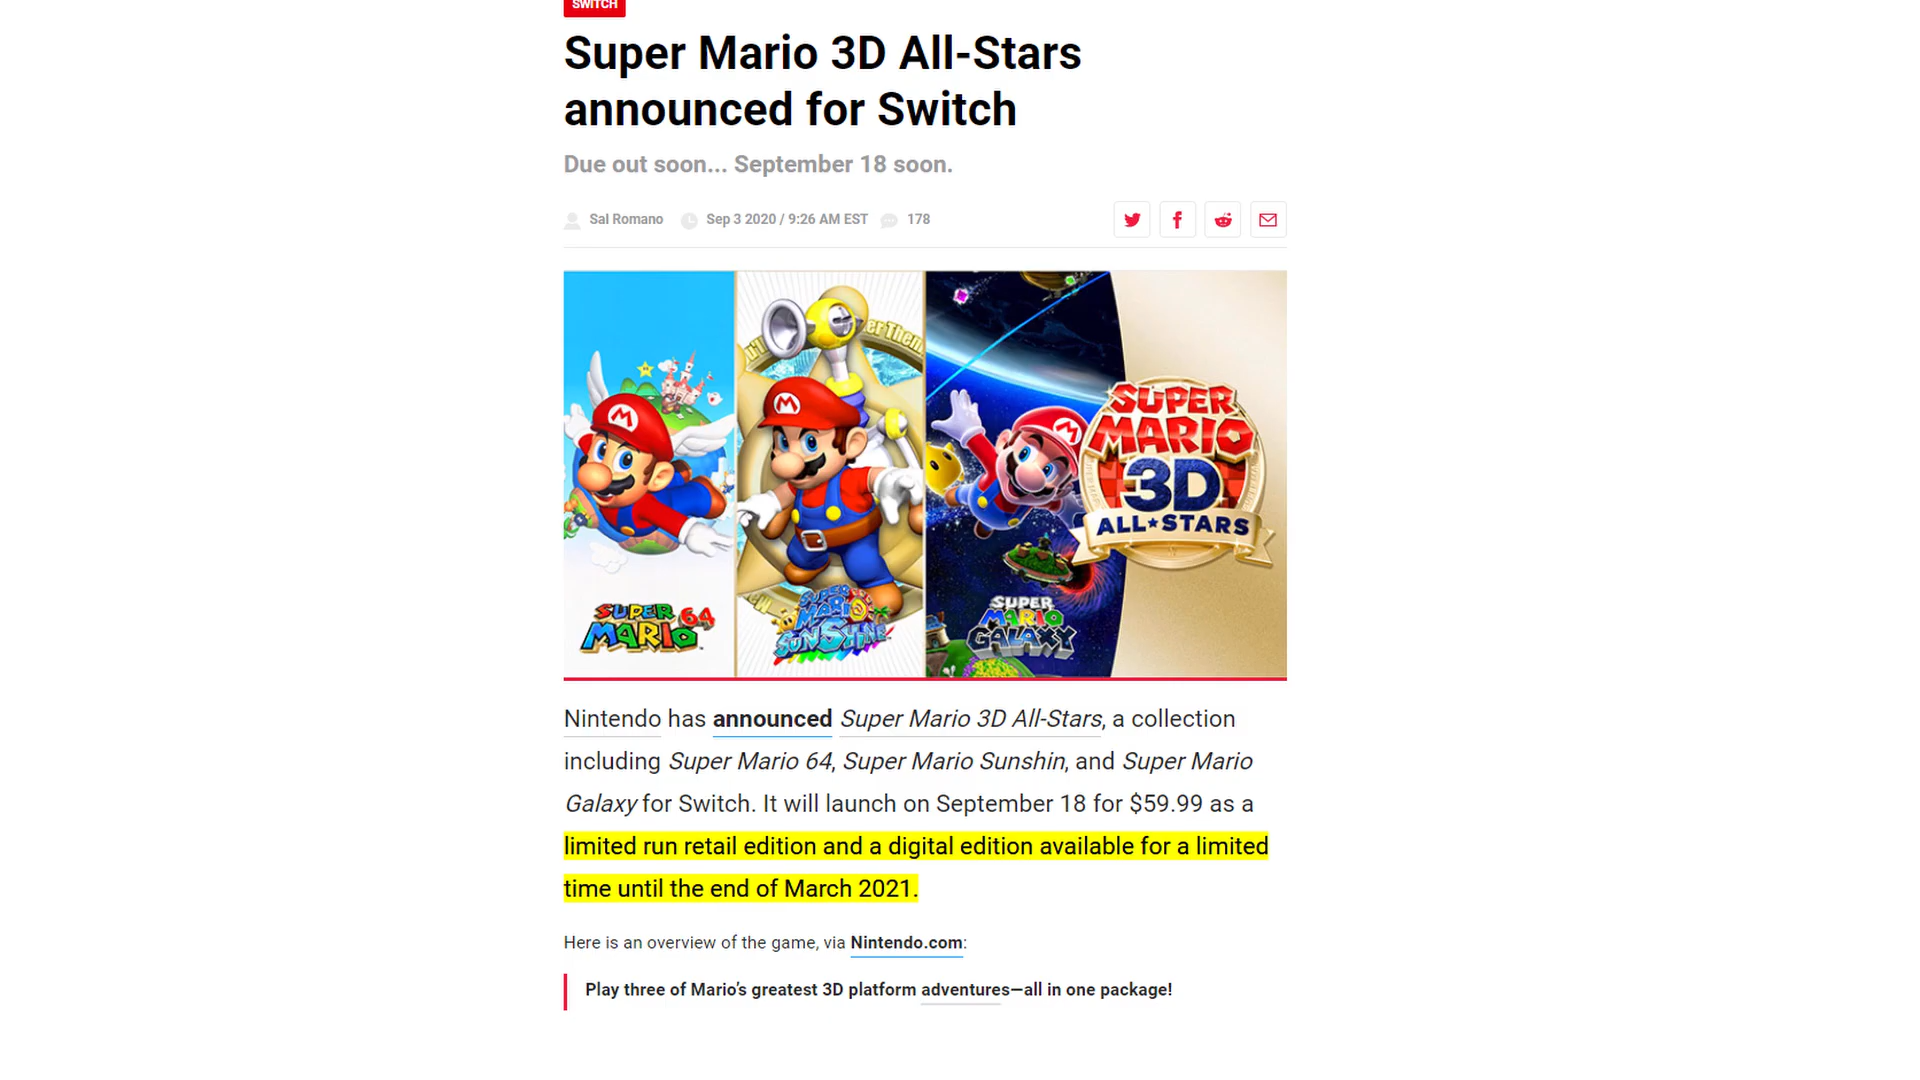 SWITCH
Super Mario 3D All-Stars
announced for Switch
Due out soon... September 18 soon.
Sal Romano Sep 3 2020 / 9:26 AM EST 178
er Them
SUPER
MARIO
3D
ALL★STARS
SUPER
MARIO 64
SUPER
MARIO
SUNSHINE
SUPER
MARIO
GALAXY
Nintendo has announced Super Mario 3D All-Stars, a collection
including Super Mario 64, Super Mario Sunshin, and Super Mario
Galaxy for Switch. It will launch on September 18 for $59.99 as a
limited run retail edition and a digital edition available for a limited
time until the end of March 2021.
Here is an overview of the game, via Nintendo.com:
Play three of Mario’s greatest 3D platform adventures—all in one package!